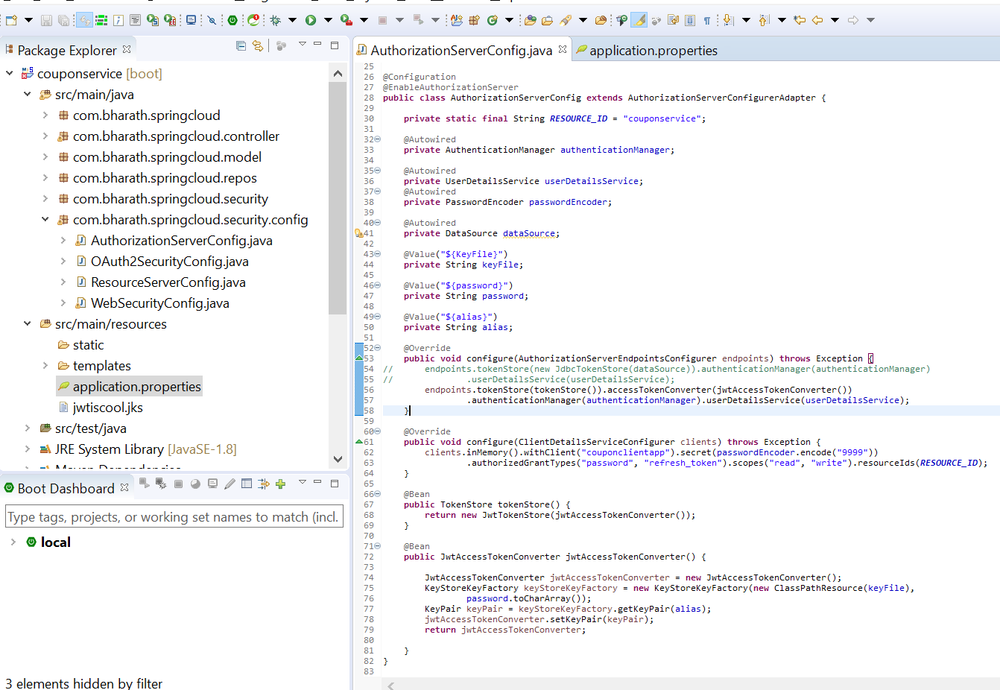 Package Explorer
couponservice [boot]
src/main/java
com.bharath.springcloud
com.bharath.springcloud.controller
com.bharath.springcloud.model
com.bharath.springcloud.repos
com.bharath.springcloud.security
com.bharath.springcloud.security.config
AuthorizationServerConfig.java
OAuth2SecurityConfig.java
ResourceServerConfig.java
WebSecurityConfig.java
src/main/resources
static
templates
application.properties
jwtiscool.jks
src/test/java
JRE System Library [JavaSE-1.8]
Boot Dashboard
Type tags, projects, or working set names to match (incl.
local
3 elements hidden by filter
AuthorizationServerConfig.java
application.properties
25
26 @Configuration
27 @EnableAuthorizationServer
28 public class AuthorizationServerConfig extends AuthorizationServerConfigurerAdapter {
29
30 private static final String RESOURCE_ID = "couponservice";
31
32 @Autowired
33 private AuthenticationManager authenticationManager;
34
35 @Autowired
36 private UserDetailsService userDetailsService;
37 @Autowired
38 private PasswordEncoder passwordEncoder;
39
40 @Autowired
41 private DataSource dataSource;
42
43 @Value("${KeyFile}")
44 private String keyFile;
45
46 @Value("${password}")
47 private String password;
48
49 @Value("${alias}")
50 private String alias;
51
52 @Override
53 public void configure(AuthorizationServerEndpointsConfigurer endpoints) throws Exception {
54 // endpoints.tokenStore(new JdbcTokenStore(dataSource)).authenticationManager(authenticationManager)
55 // .userDetailsService(userDetailsService);
56 endpoints.tokenStore(tokenStore()).accessTokenConverter(jwtAccessTokenConverter())
57 .authenticationManager(authenticationManager).userDetailsService(userDetailsService);
58 }
59
60 @Override
61 public void configure(ClientDetailsServiceConfigurer clients) throws Exception {
62 clients.inMemory().withClient("couponclientapp").secret(passwordEncoder.encode("9999"))
63 .authorizedGrantTypes("password", "refresh_token").scopes("read", "write").resourceIds(RESOURCE_ID);
64 }
65
66 @Bean
67 public TokenStore tokenStore() {
68 return new JwtTokenStore(jwtAccessTokenConverter());
69 }
70
71 @Bean
72 public JwtAccessTokenConverter jwtAccessTokenConverter() {
73
74 JwtAccessTokenConverter jwtAccessTokenConverter = new JwtAccessTokenConverter();
75 KeyStoreKeyFactory keyStoreKeyFactory = new KeyStoreKeyFactory(new ClassPathResource(keyFile),
76 password.toCharArray());
77 KeyPair keyPair = keyStoreKeyFactory.getKeyPair(alias);
78 jwtAccessTokenConverter.setKeyPair(keyPair);
79 return jwtAccessTokenConverter;
80
81 }
82 }
83